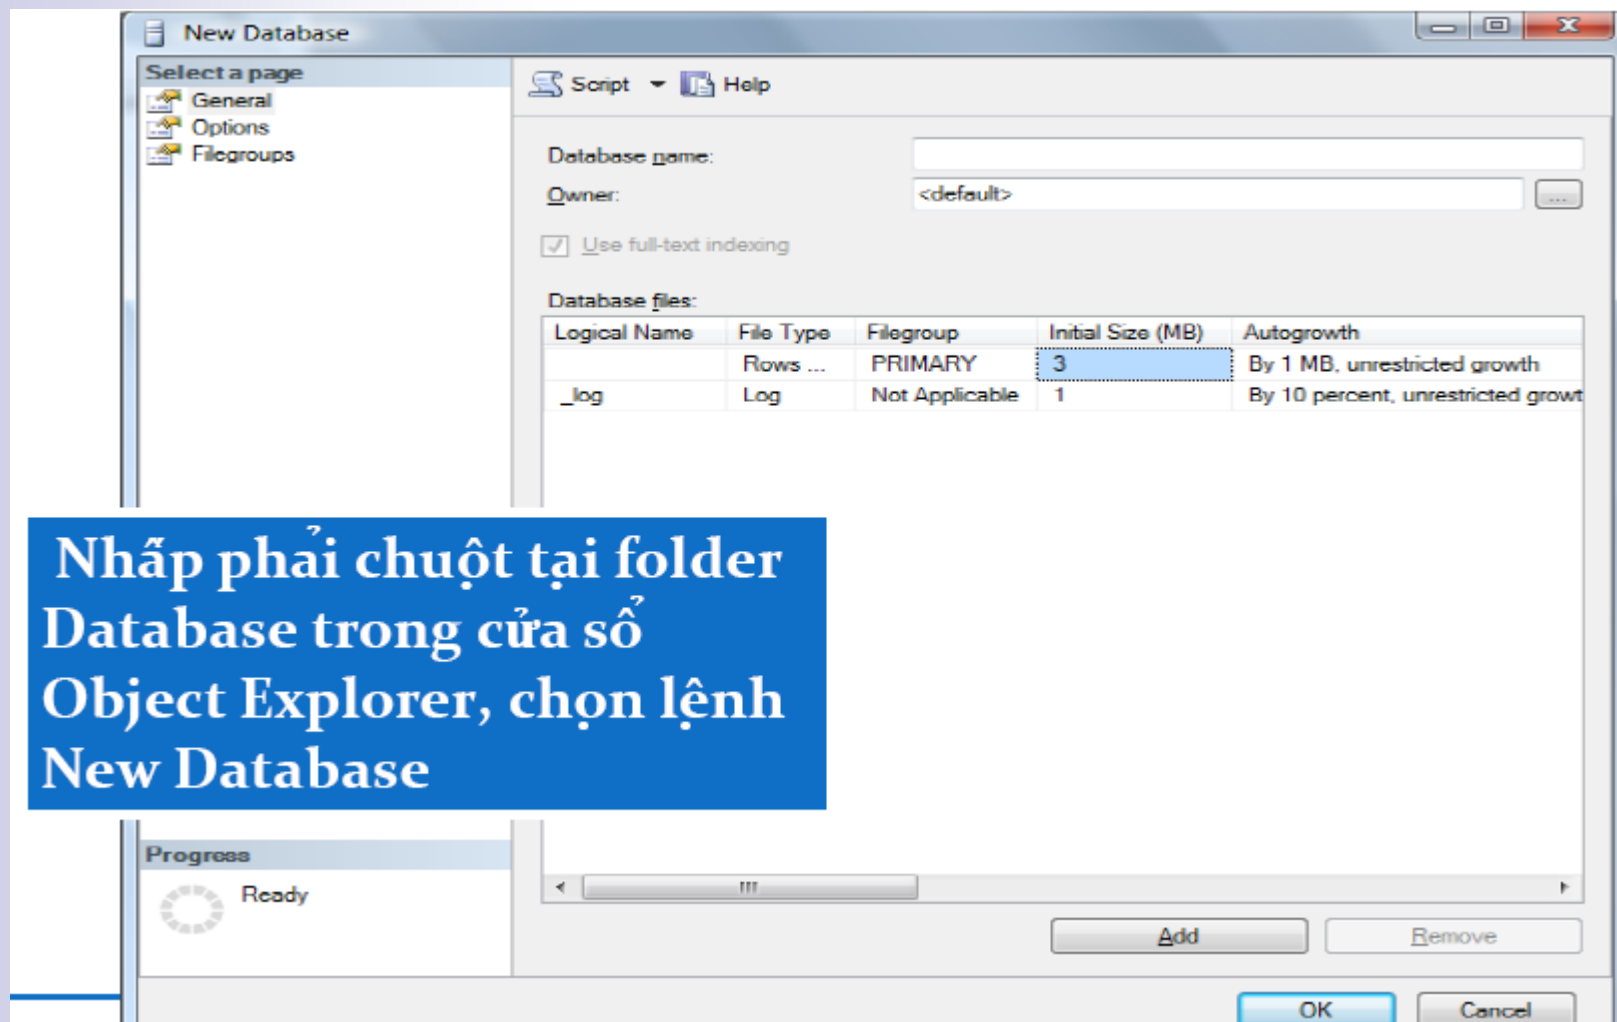 New Database
Select a page
General
Options
Filegroups
Script
Help
Database name:
Owner:
<default>
...
Use full-text indexing
Database files:
Logical Name File Type Filegroup Initial Size (MB) Autogrowth
Rows ... PRIMARY 3 By 1 MB, unrestricted growth
_log Log Not Applicable 1 By 10 percent, unrestricted growt
Nhấp phải chuột tại folder
Database trong cửa sổ
Object Explorer, chọn lệnh
New Database
Progress
Ready
Add Remove
OK Cancel